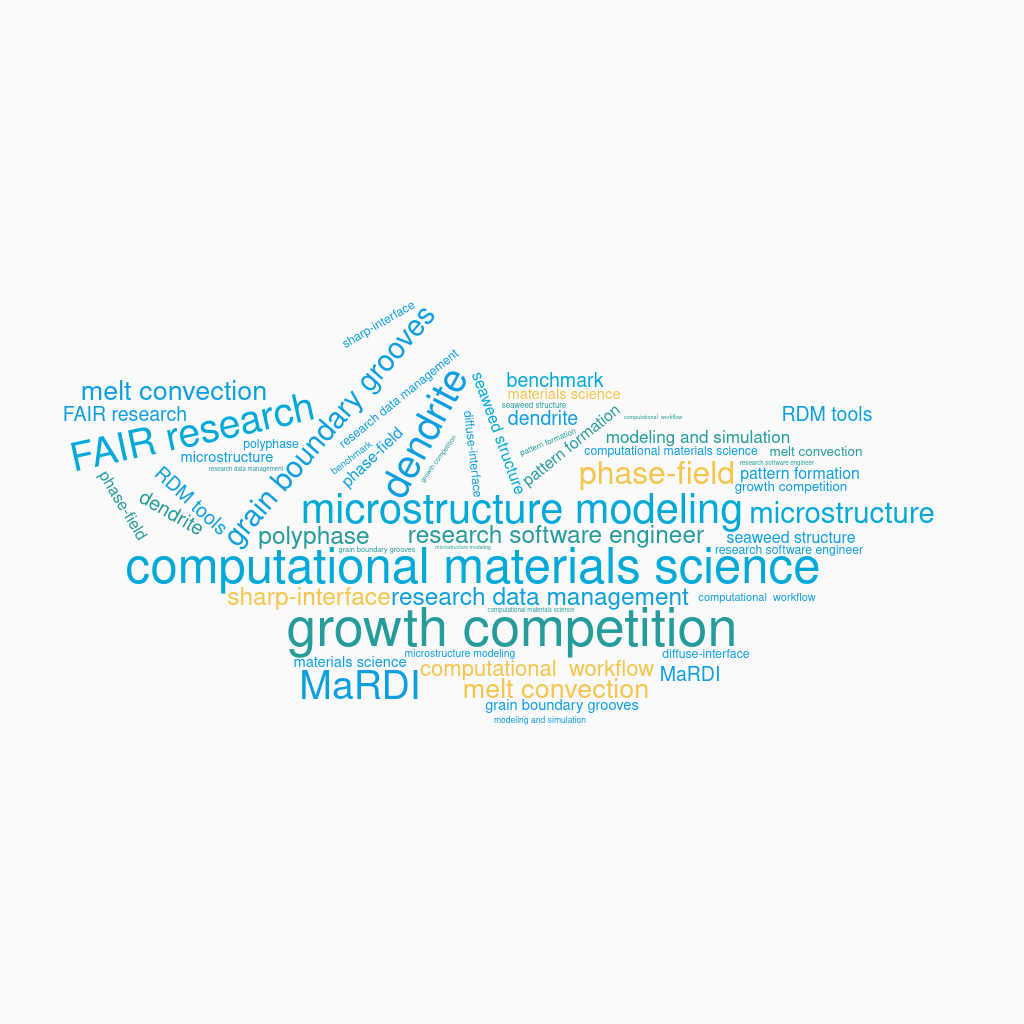 sharp-interface
grain boundary grooves
research data management
dendrite
seaweed structure
benchmark
materials science
seaweed structure
dendrite
melt convection
FAIR research
FAIR research
polyphase
microstructure
research data management
benchmark
phase-field
growth competition
diffuse-interface
pattern formation
pattern formation
computational workflow
RDM tools
modeling and simulation
computational materials science
melt convection
phase-field
research software engineer
pattern formation
growth competition
phase-field
RDM tools
dendrite
microstructure modeling
microstructure
polyphase
research software engineer
seaweed structure
grain boundary grooves
microstructure modeling
research software engineer
computational materials science
sharp-interface
research data management
computational workflow
computational materials science
growth competition
microstructure modeling
diffuse-interface
materials science
computational workflow
MaRDI
MaRDI
melt convection
grain boundary grooves
modeling and simulation